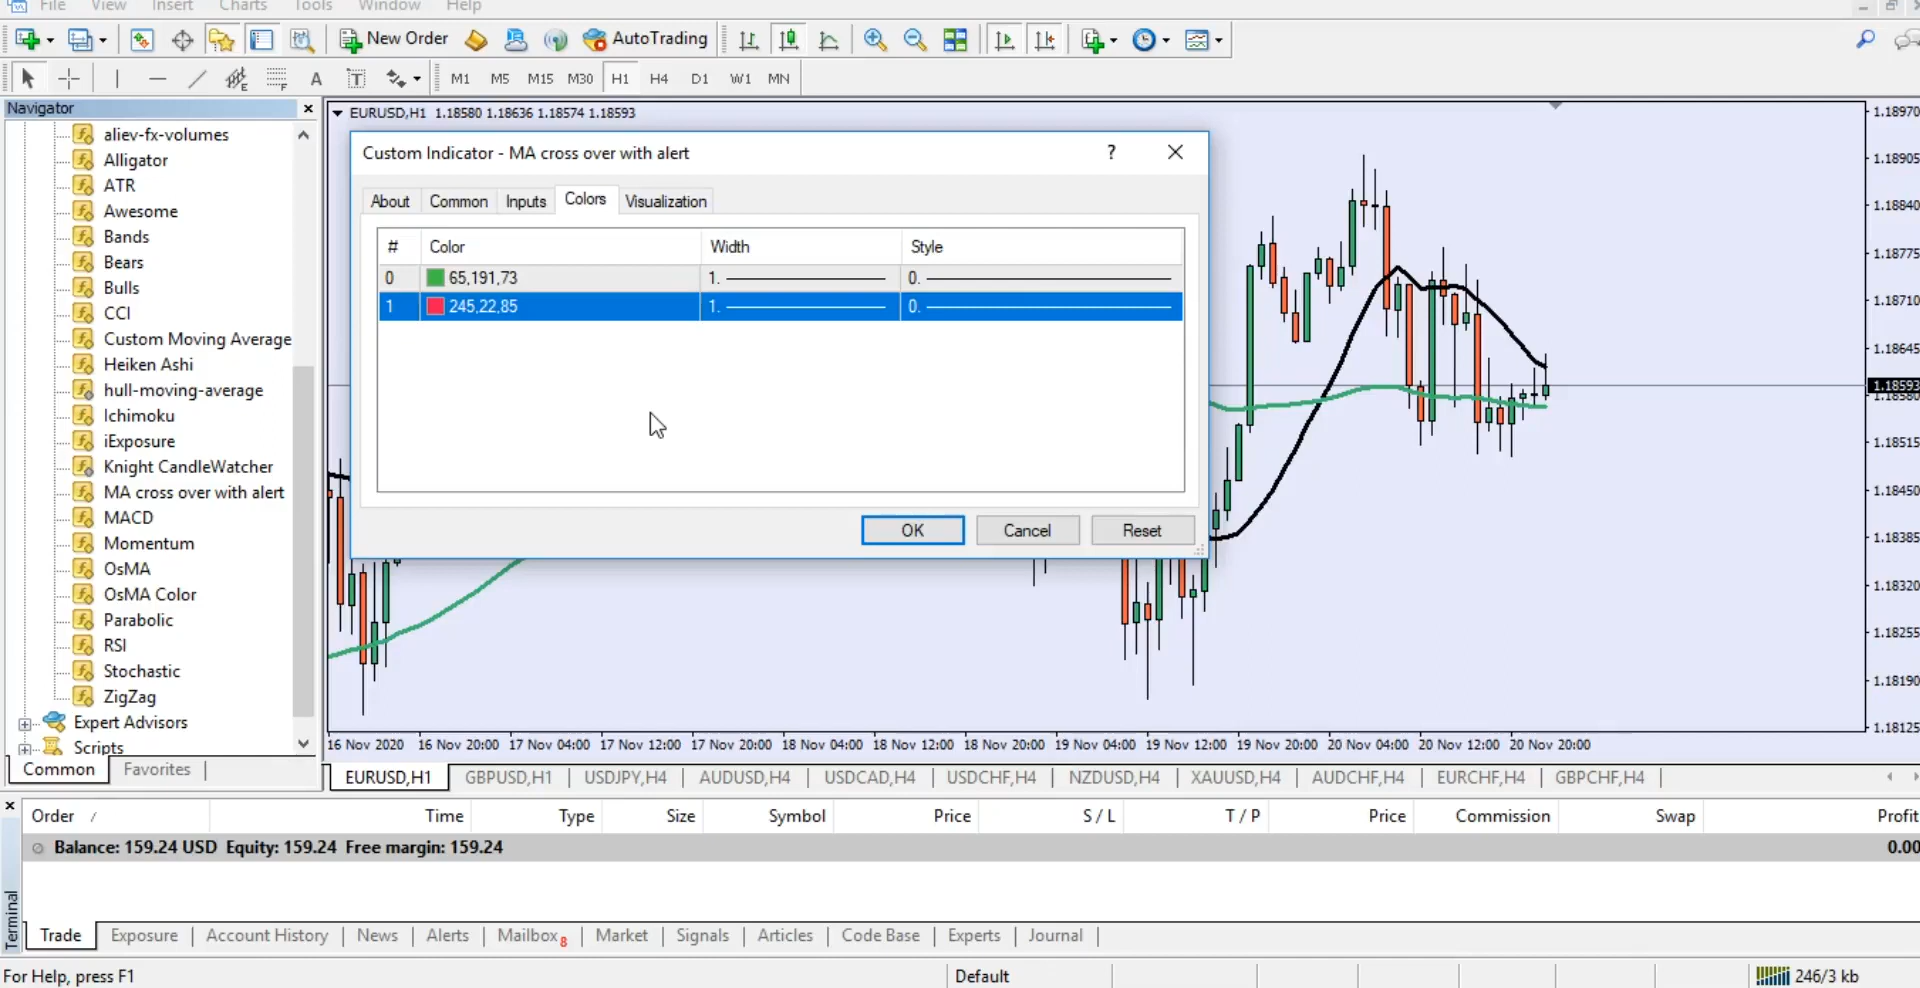 File View Insert Charts Tools Window Help
New Order AutoTrading
A T M1 M5 M15 M30 H1 H4 D1 W1 MN
Navigator
aliev-fx-volumes
Alligator
ATR
Awesome
Bands
Bears
Bulls
CCI
Custom Moving Average
Heiken Ashi
hull-moving-average
Ichimoku
iExposure
Knight CandleWatcher
MA cross over with alert
MACD
Momentum
OsMA
OsMA Color
Parabolic
RSI
Stochastic
ZigZag
Expert Advisors
Scripts
Common Favorites
EURUSD,H1 1.18580 1.18636 1.18574 1.18593
Custom Indicator - MA cross over with alert ?
About Common Inputs Colors Visualization
# Color Width Style
0 65,191,73 1. 0.
1 245,22,85 1. 0.
OK Cancel Reset
1.18970
1.18905
1.18840
1.18775
1.18710
1.18645
1.18593
1.18580
1.18515
1.18450
1.18385
1.18320
1.18255
1.18190
1.18125
16 Nov 2020 16 Nov 20:00 17 Nov 04:00 17 Nov 12:00 17 Nov 20:00 18 Nov 04:00 18 Nov 12:00 18 Nov 20:00 19 Nov 04:00 19 Nov 12:00 19 Nov 20:00 20 Nov 04:00 20 Nov 12:00 20 Nov 20:00
EURUSD,H1 GBPUSD,H1 USDJPY,H4 AUDUSD,H4 USDCAD,H4 USDCHF,H4 NZDUSD,H4 XAUUSD,H4 AUDCHF,H4 EURCHF,H4 GBPCHF,H4
Order / Time Type Size Symbol Price S / L T / P Price Commission Swap Profit
Balance: 159.24 USD Equity: 159.24 Free margin: 159.24 0.00
Terminal
Trade Exposure Account History News Alerts Mailbox 8 Market Signals Articles Code Base Experts Journal
For Help, press F1 Default 246/3 kb